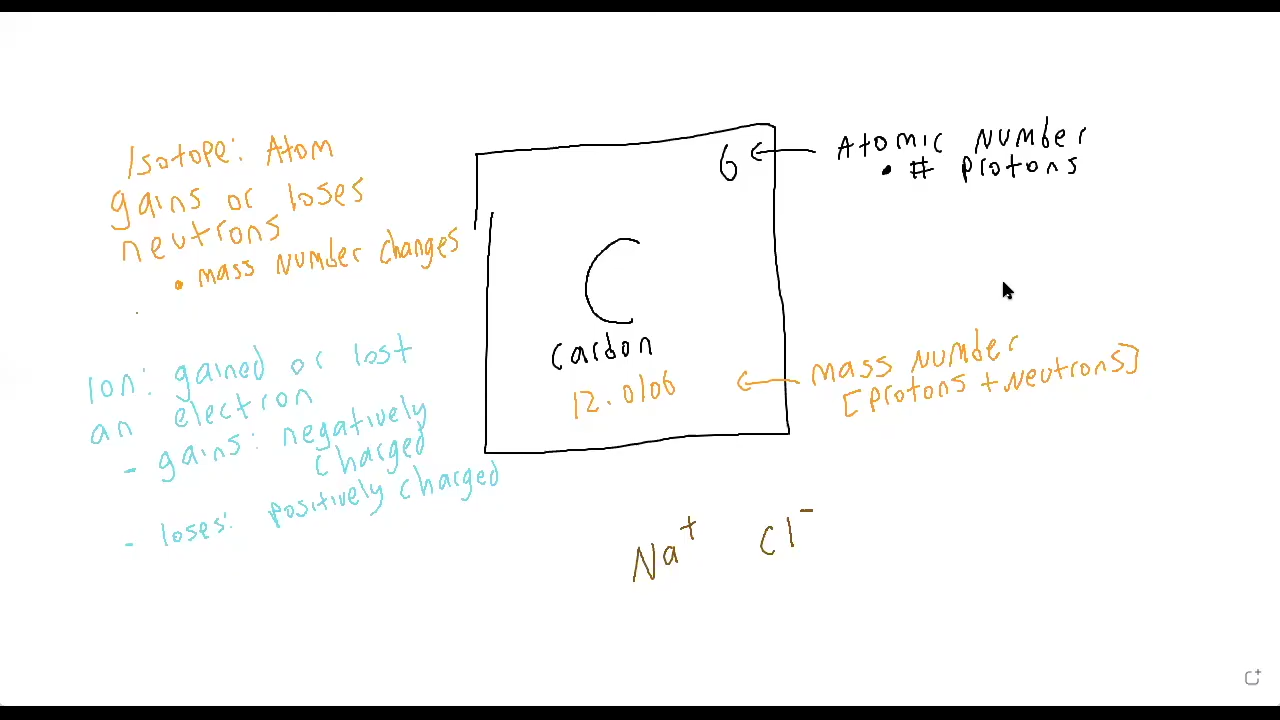 Isotope: Atom
gains or loses
neutrons
• mass number changes
Ion: gained or lost
an electron
- gains: negatively
charged
- loses: positively charged
6
C
Carbon
12.0106
Atomic Number
• # protons
mass number
[protons + Neutrons]
Na⁺ Cl⁻